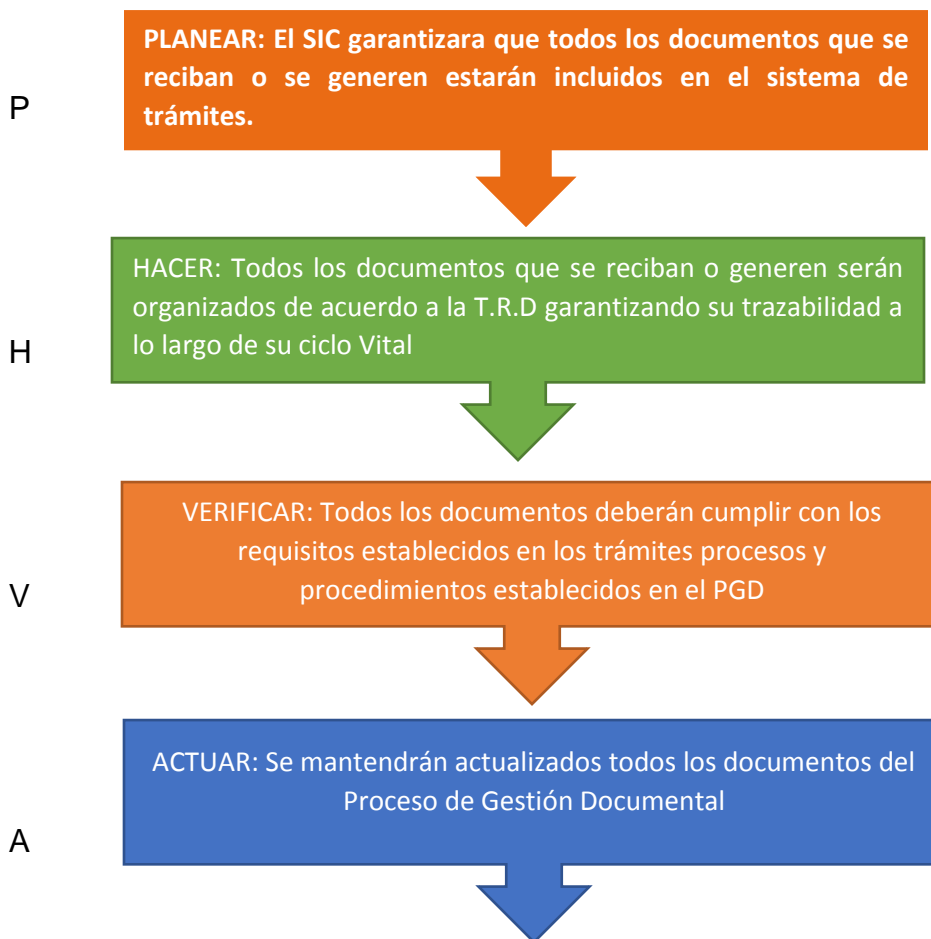 PLANEAR: El SIC garantizara que todos los documentos que se
reciban o se generen estarán incluidos en el sistema de
trámites.
P
HACER: Todos los documentos que se reciban o generen serán
organizados de acuerdo a la T.R.D garantizando su trazabilidad a
lo largo de su ciclo Vital
H
VERIFICAR: Todos los documentos deberán cumplir con los
requisitos establecidos en los trámites procesos y
procedimientos establecidos en el PGD
V
ACTUAR: Se mantendrán actualizados todos los documentos del
Proceso de Gestión Documental
A